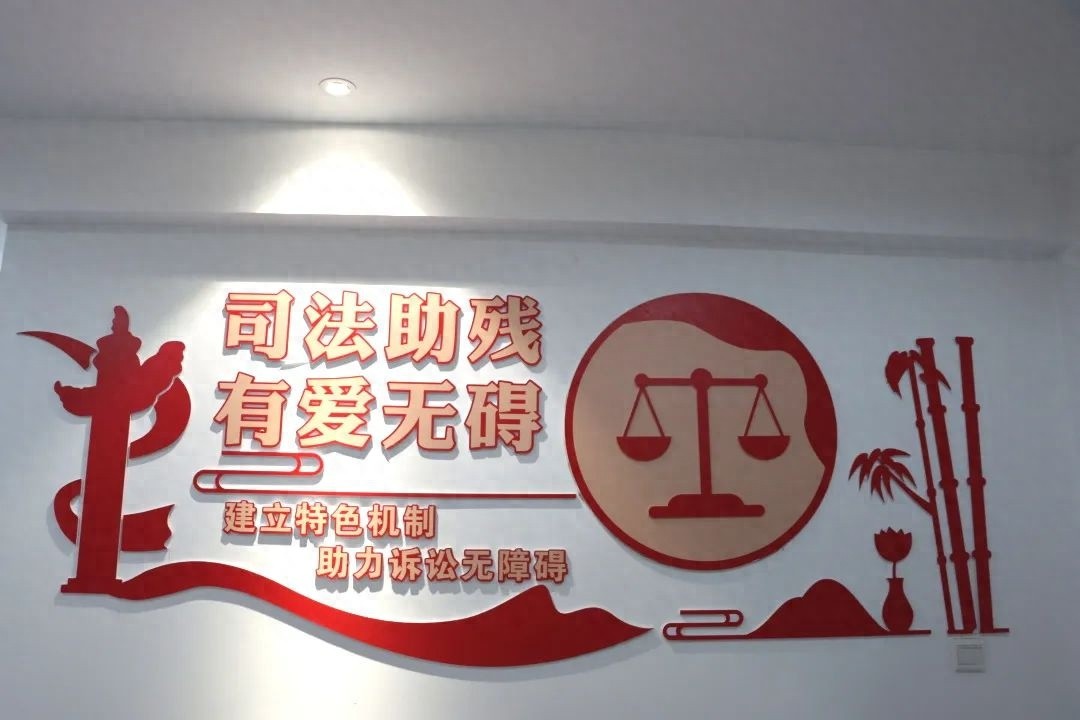 司法助残
有爱无碍
建立特色机制
助力诉讼无障碍